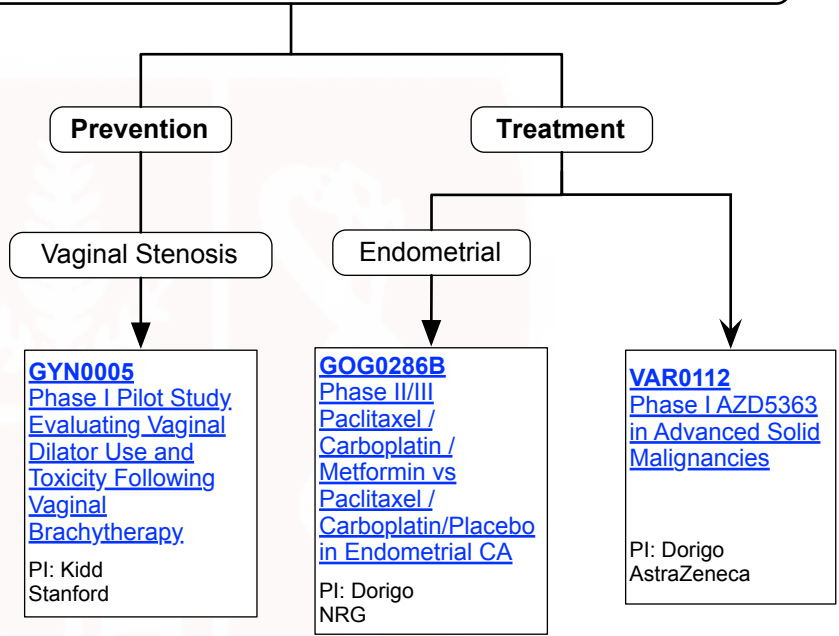 Prevention
Treatment
Vaginal Stenosis
Endometrial
GYN0005
Phase I Pilot Study
Evaluating Vaginal
Dilator Use and
Toxicity Following
Vaginal
Brachytherapy
PI: Kidd
Stanford
GOG0286B
Phase II/III
Paclitaxel /
Carboplatin /
Metformin vs
Paclitaxel /
Carboplatin/Placebo
in Endometrial CA
PI: Dorigo
NRG
VAR0112
Phase I AZD5363
in Advanced Solid
Malignancies
PI: Dorigo
AstraZeneca